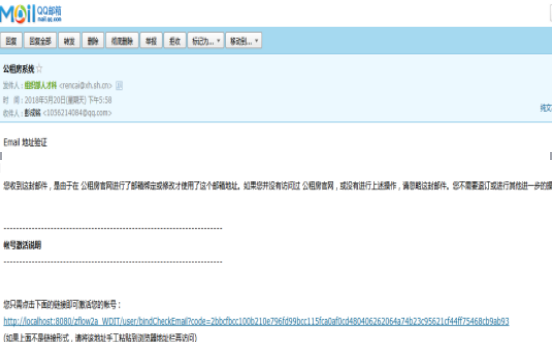 Mail QQ邮箱
mail.qq.com
回复 回复全部 转发 删除 彻底删除 举报 拒收 标记为... 移动到...
公租房系统
发件人：组织部人才科 <rencai@xh.sh.cn>
时 间：2018年5月20日(星期天) 下午5:58
收件人：<1056214084@qq.com>
纯文
Email 地址验证
您收到这封邮件，是由于在 公租房官网进行了邮箱绑定或修改才使用了这个邮箱地址。如果您并没有访问过 公租房官网，或没有进行上述操作，请忽略这封邮件。您不需要退订或进行其他进一步的操
----------------------------------------------------------------------
帐号激活说明
----------------------------------------------------------------------
您只需点击下面的链接即可激活您的帐号：
http://localhost:8080/zflow2a_WDIT/user/bindCheckEmail?code=2bbcfbcc100b210e796fd99bcc115fca0af0cd480406262064a74b23c95621cf44ff75468cb9ab93
(如果上面不是链接形式，请将该地址手工粘贴到浏览器地址栏再访问)